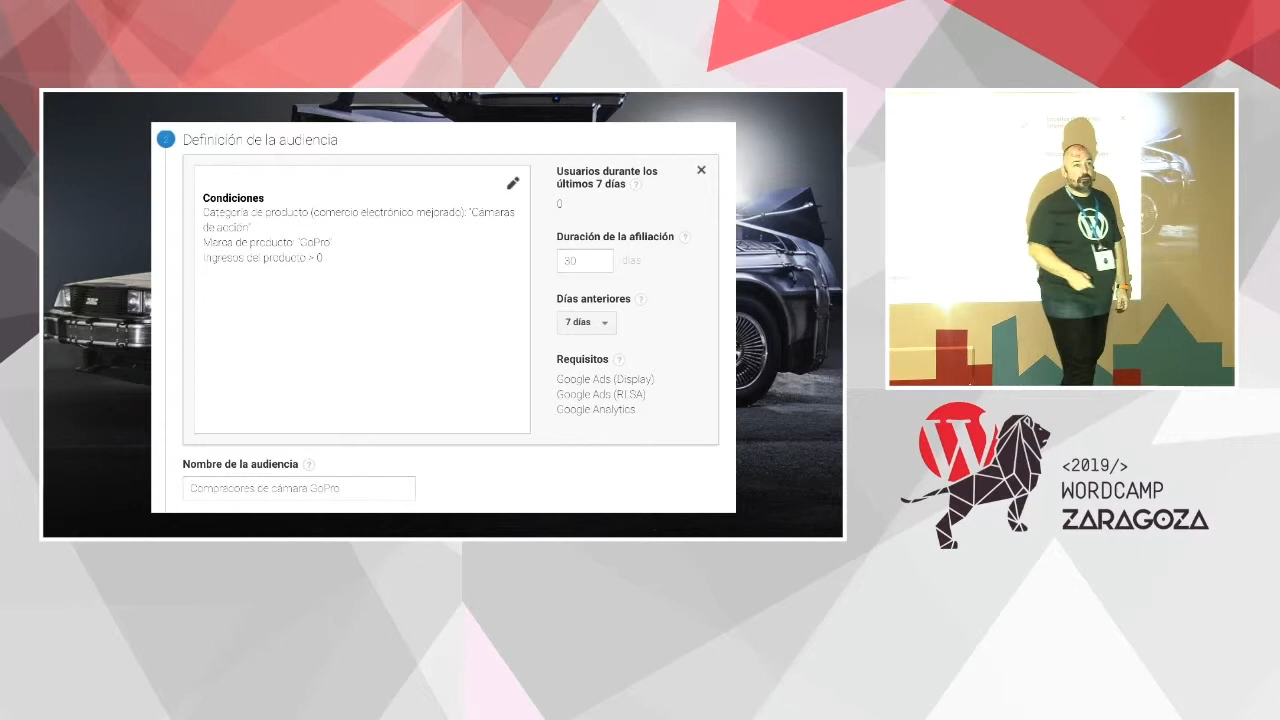 2
Definición de la audiencia
Condiciones
Categoría de producto (comercio electrónico mejorado): "Cámaras
de acción"
Marca de producto: "GoPro"
Ingresos del producto > 0
Usuarios durante los
últimos 7 días ?
0
Duración de la afiliación ?
30 días
Días anteriores ?
7 días
Requisitos ?
Google Ads (Display)
Google Ads (RLSA)
Google Analytics
Nombre de la audiencia ?
Compradores de cámara GoPro
<2019/>
WORDCAMP
ZARAGOZA